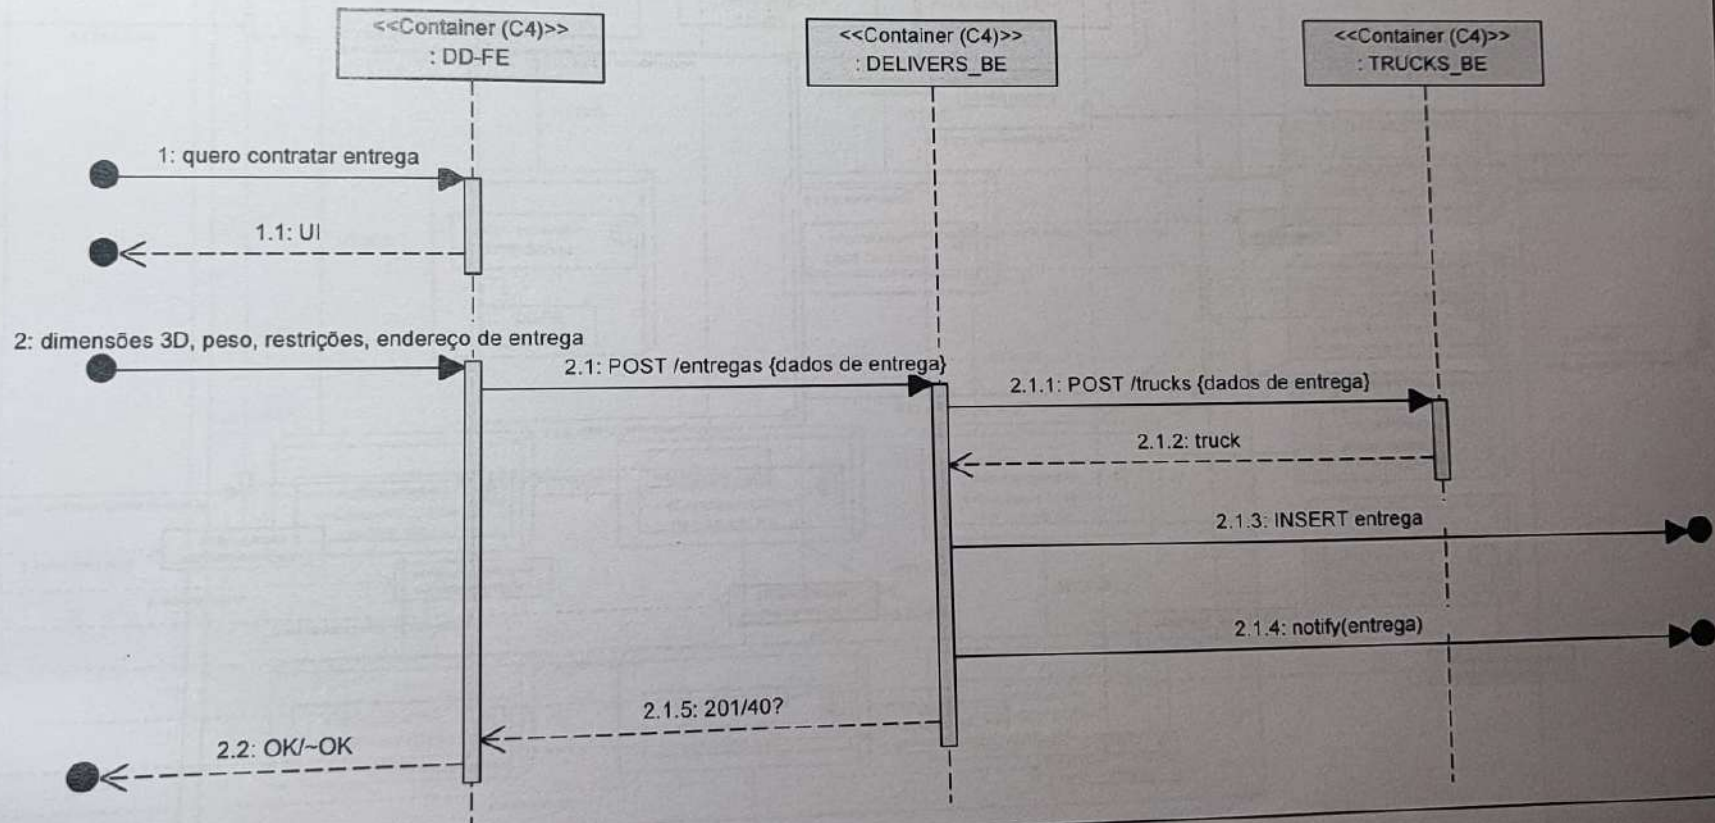 <<Container (C4)>>
: DD-FE
<<Container (C4)>>
: DELIVERS_BE
<<Container (C4)>>
: TRUCKS_BE
1: quero contratar entrega
1.1: UI
2: dimensões 3D, peso, restrições, endereço de entrega
2.1: POST /entregas {dados de entrega}
2.1.1: POST /trucks {dados de entrega}
2.1.2: truck
2.1.3: INSERT entrega
2.1.4: notify(entrega)
2.1.5: 201/40?
2.2: OK/~OK